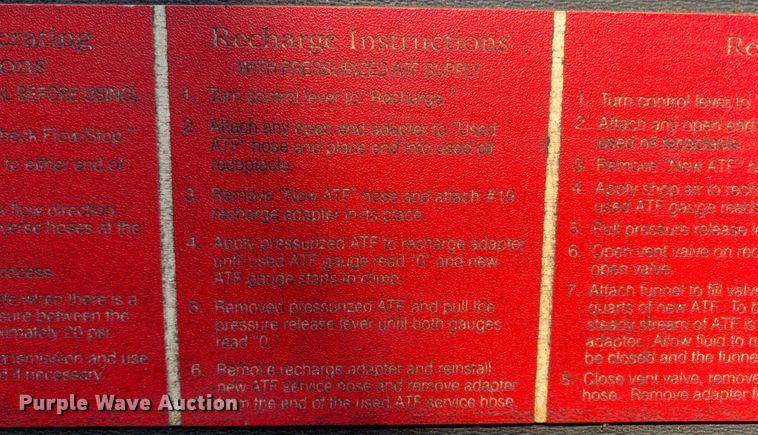 erating
ons
AL BEFORE USING)
heck Flow/Stop."
to either end of
k flow direction.
verse hoses at the
process.
te when there is a
sure between the
ximately 20 psi.
ransmission and use
d if necessary.
Recharge Instructions
WITH PRESSURIZED ATF SUPPLY
1. Turn control lever to "Recharge."
2. Attach any open end adapter to "Used
ATF" hose and place end into used oil
receptacle.
3. Remove "New ATF" hose and attach #19
recharge adapter in its place.
4. Apply pressurized ATF to recharge adapter
until used ATF gauge read "0" and new
ATF gauge starts to climb.
5. Removed pressurized ATF and pull the
pressure release lever until both gauges
read "0."
6. Remove recharge adapter and reinstall
new ATF service hose and remove adapter
from the end of the used ATF service hose.
Re
1. Turn control lever to
2. Attach any open end
used oil receptable.
3. Remove "New ATF"
4. Apply shop air to rech
used ATF gauge reads
5. Pull pressure release le
6. Open vent valve on rec
open valve.
7. Attach funnel to fill valve
quarts of new ATF. To b
steady stream of ATF is
adapter. Allow fluid to
be closed and the funne
8. Close vent valve, remove
hose. Remove adapter f
Purple Wave Auction